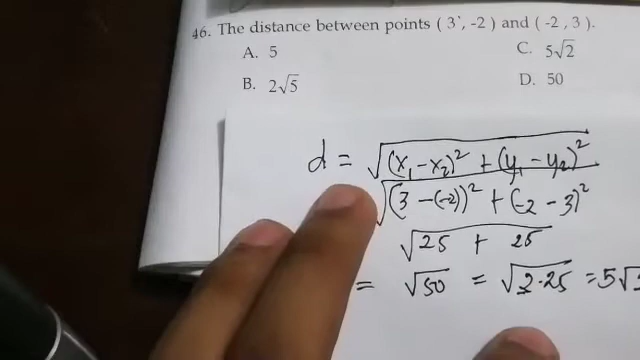 46. The distance between points ( 3, -2 ) and ( -2 , 3 ).
A. 5
C. 5√2
B. 2√5
D. 50
d = √(x₁ - x₂)² + (y₁ - y₂)²
√(3 - (-2))² + (-2 - 3)²
√25 + 25
= √50 = √2·25 = 5√